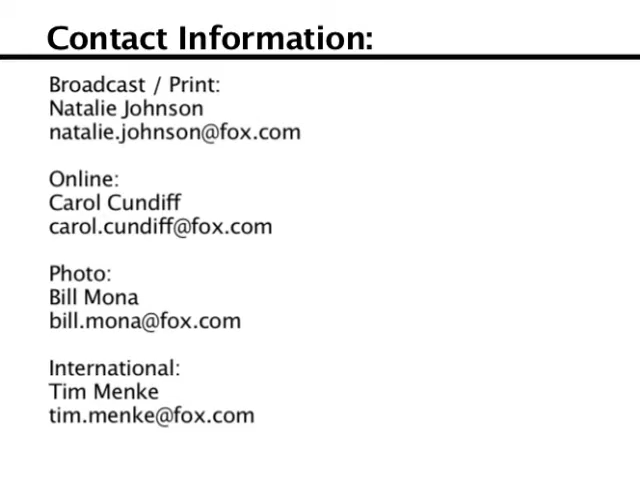 Contact Information:
Broadcast / Print:
Natalie Johnson
natalie.johnson@fox.com
Online:
Carol Cundiff
carol.cundiff@fox.com
Photo:
Bill Mona
bill.mona@fox.com
International:
Tim Menke
tim.menke@fox.com